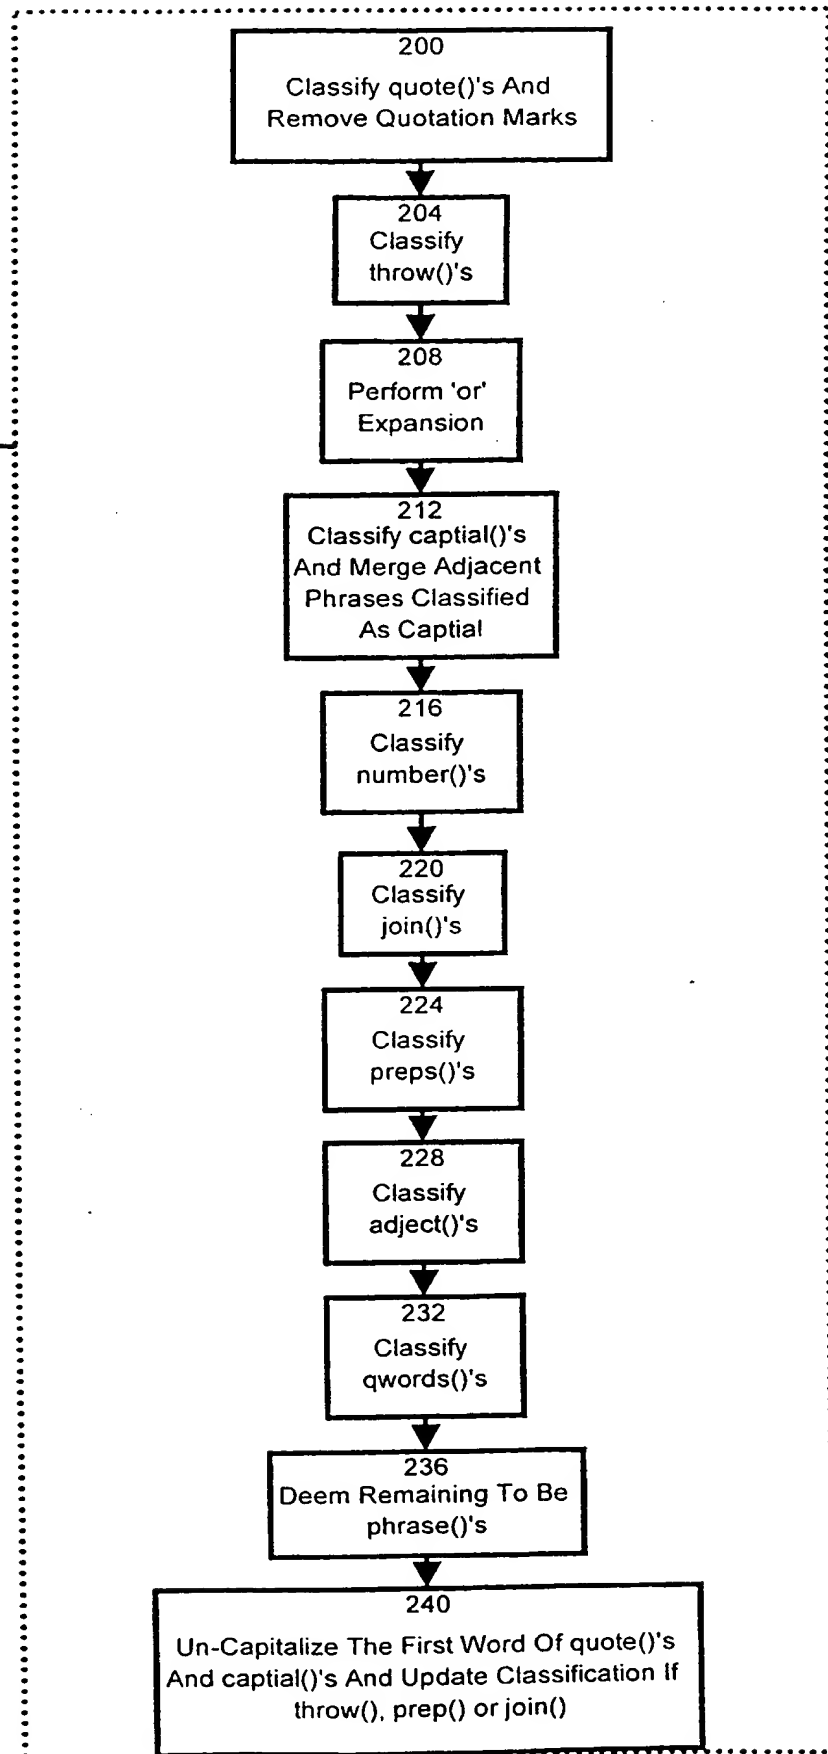 200
Classify quote()'s And
Remove Quotation Marks
204
Classify
throw()'s
208
Perform 'or'
Expansion
212
Classify captial()'s
And Merge Adjacent
Phrases Classified
As Captial
216
Classify
number()'s
220
Classify
join()'s
224
Classify
preps()'s
228
Classify
adject()'s
232
Classify
qwords()'s
236
Deem Remaining To Be
phrase()'s
240
Un-Capitalize The First Word Of quote()'s
And captial()'s And Update Classification If
throw(), prep() or join()